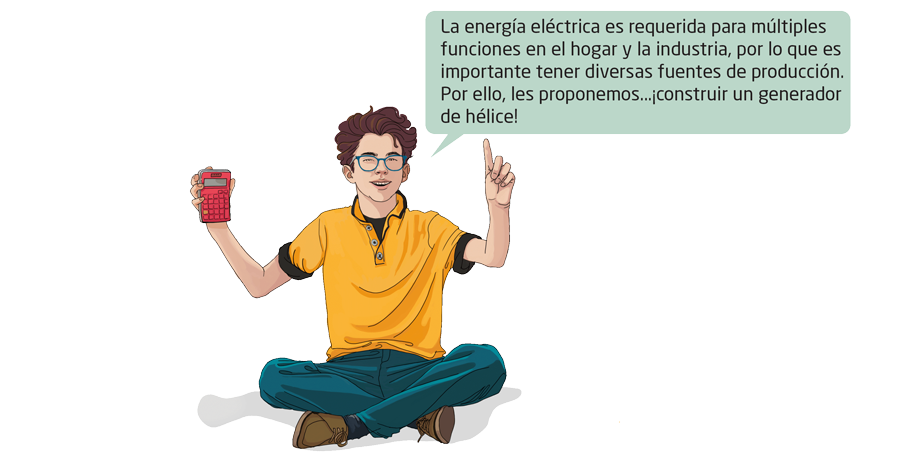 La energía eléctrica es requerida para múltiples
funciones en el hogar y la industria, por lo que es
importante tener diversas fuentes de producción.
Por ello, les proponemos...¡construir un generador
de hélice!